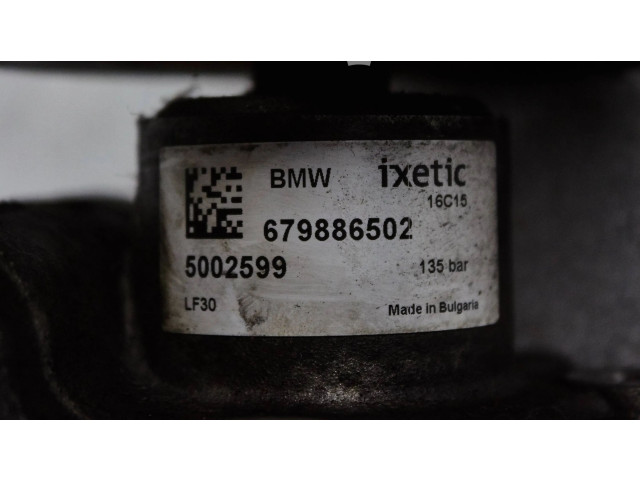 BMW ixetic
16C15
679886502
5002599 135 bar
LF30 Made in Bulgaria